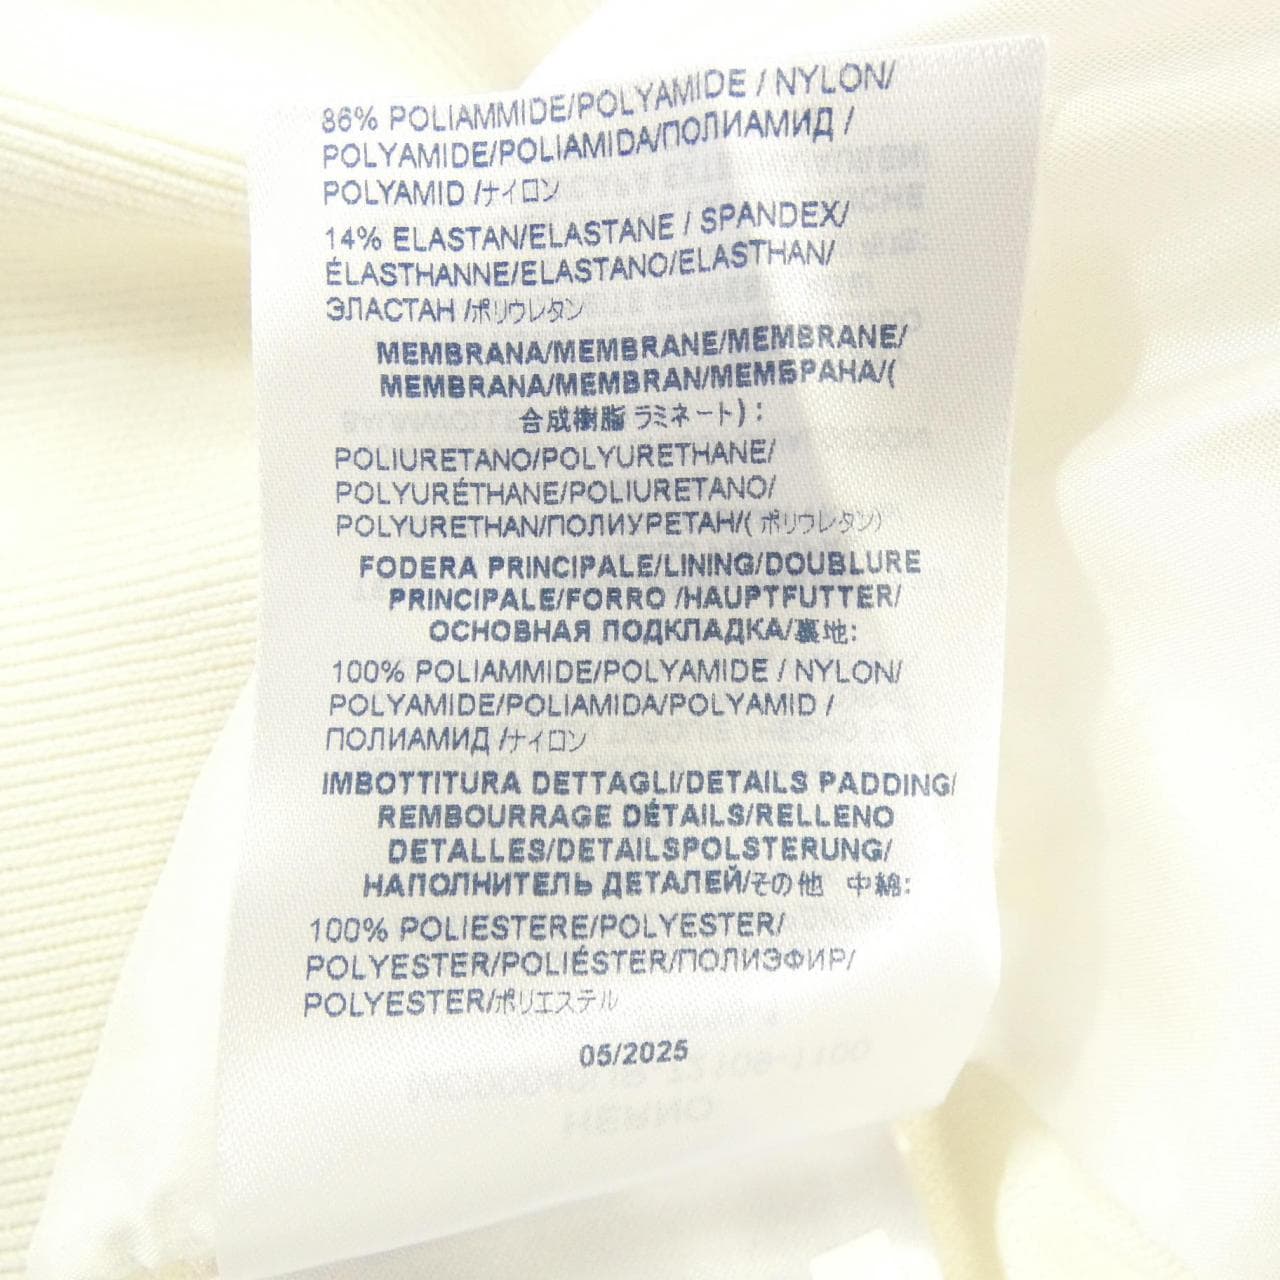 86% POLIAMMIDE/POLYAMIDE / NYLON/
POLYAMIDE/POLIAMIDA/ПОЛИАМИД /
POLYAMID /ナイロン
14% ELASTAN/ELASTANE / SPANDEX/
ÉLASTHANNE/ELASTANO/ELASTHAN/
ЭЛАСТАН /ポリウレタン
MEMBRANA/MEMBRANE/MEMBRANE/
MEMBRANA/MEMBRAN/МЕМБРАНА/(
合成樹脂 ラミネート) :
POLIURETANO/POLYURETHANE/
POLYURÉTHANE/POLIURETANO/
POLYURETHAN/ПОЛИУРЕТАН/( ポリウレタン)
FODERA PRINCIPALE/LINING/DOUBLURE
PRINCIPALE/FORRO /HAUPTFUTTER/
ОСНОВНАЯ ПОДКЛАДКА/裏地:
100% POLIAMMIDE/POLYAMIDE / NYLON/
POLYAMIDE/POLIAMIDA/POLYAMID /
ПОЛИАМИД /ナイロン
IMBOTTITURA DETTAGLI/DETAILS PADDING/
REMBOURRAGE DÉTAILS/RELLENO
DETALLES/DETAILSPOLSTERUNG/
НАПОЛНИТЕЛЬ ДЕТАЛЕЙ/その他 中綿:
100% POLIESTERE/POLYESTER/
POLYESTER/POLIÉSTER/ПОЛИЭФИР/
POLYESTER/ポリエステル
05/2025
HERNO